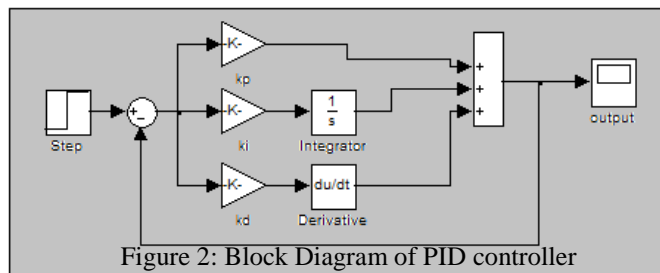 -K-
kp
+
-
Step
-K-
ki
1
s
Integrator
-K-
kd
du/dt
Derivative
+
+
+
output
Figure 2: Block Diagram of PID controller